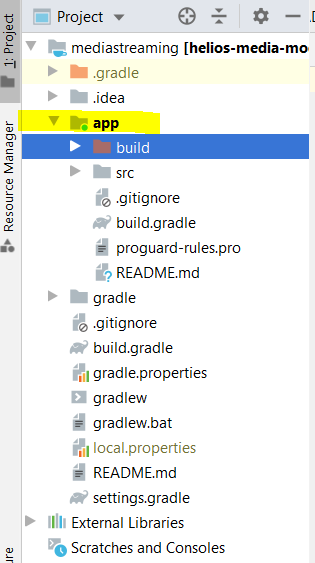 Project
.D
mediastreaming [helios-media-mo
.gradle
.idea
app
build
src
.gitignore
build.gradle
proguard-rules.pro
README.md
gradle
.gitignore
build.gradle
gradle.properties
gradlew
gradlew.bat
local.properties
README.md
settings.gradle
External Libraries
Scratches and Consoles
1: Project
Resource Manager